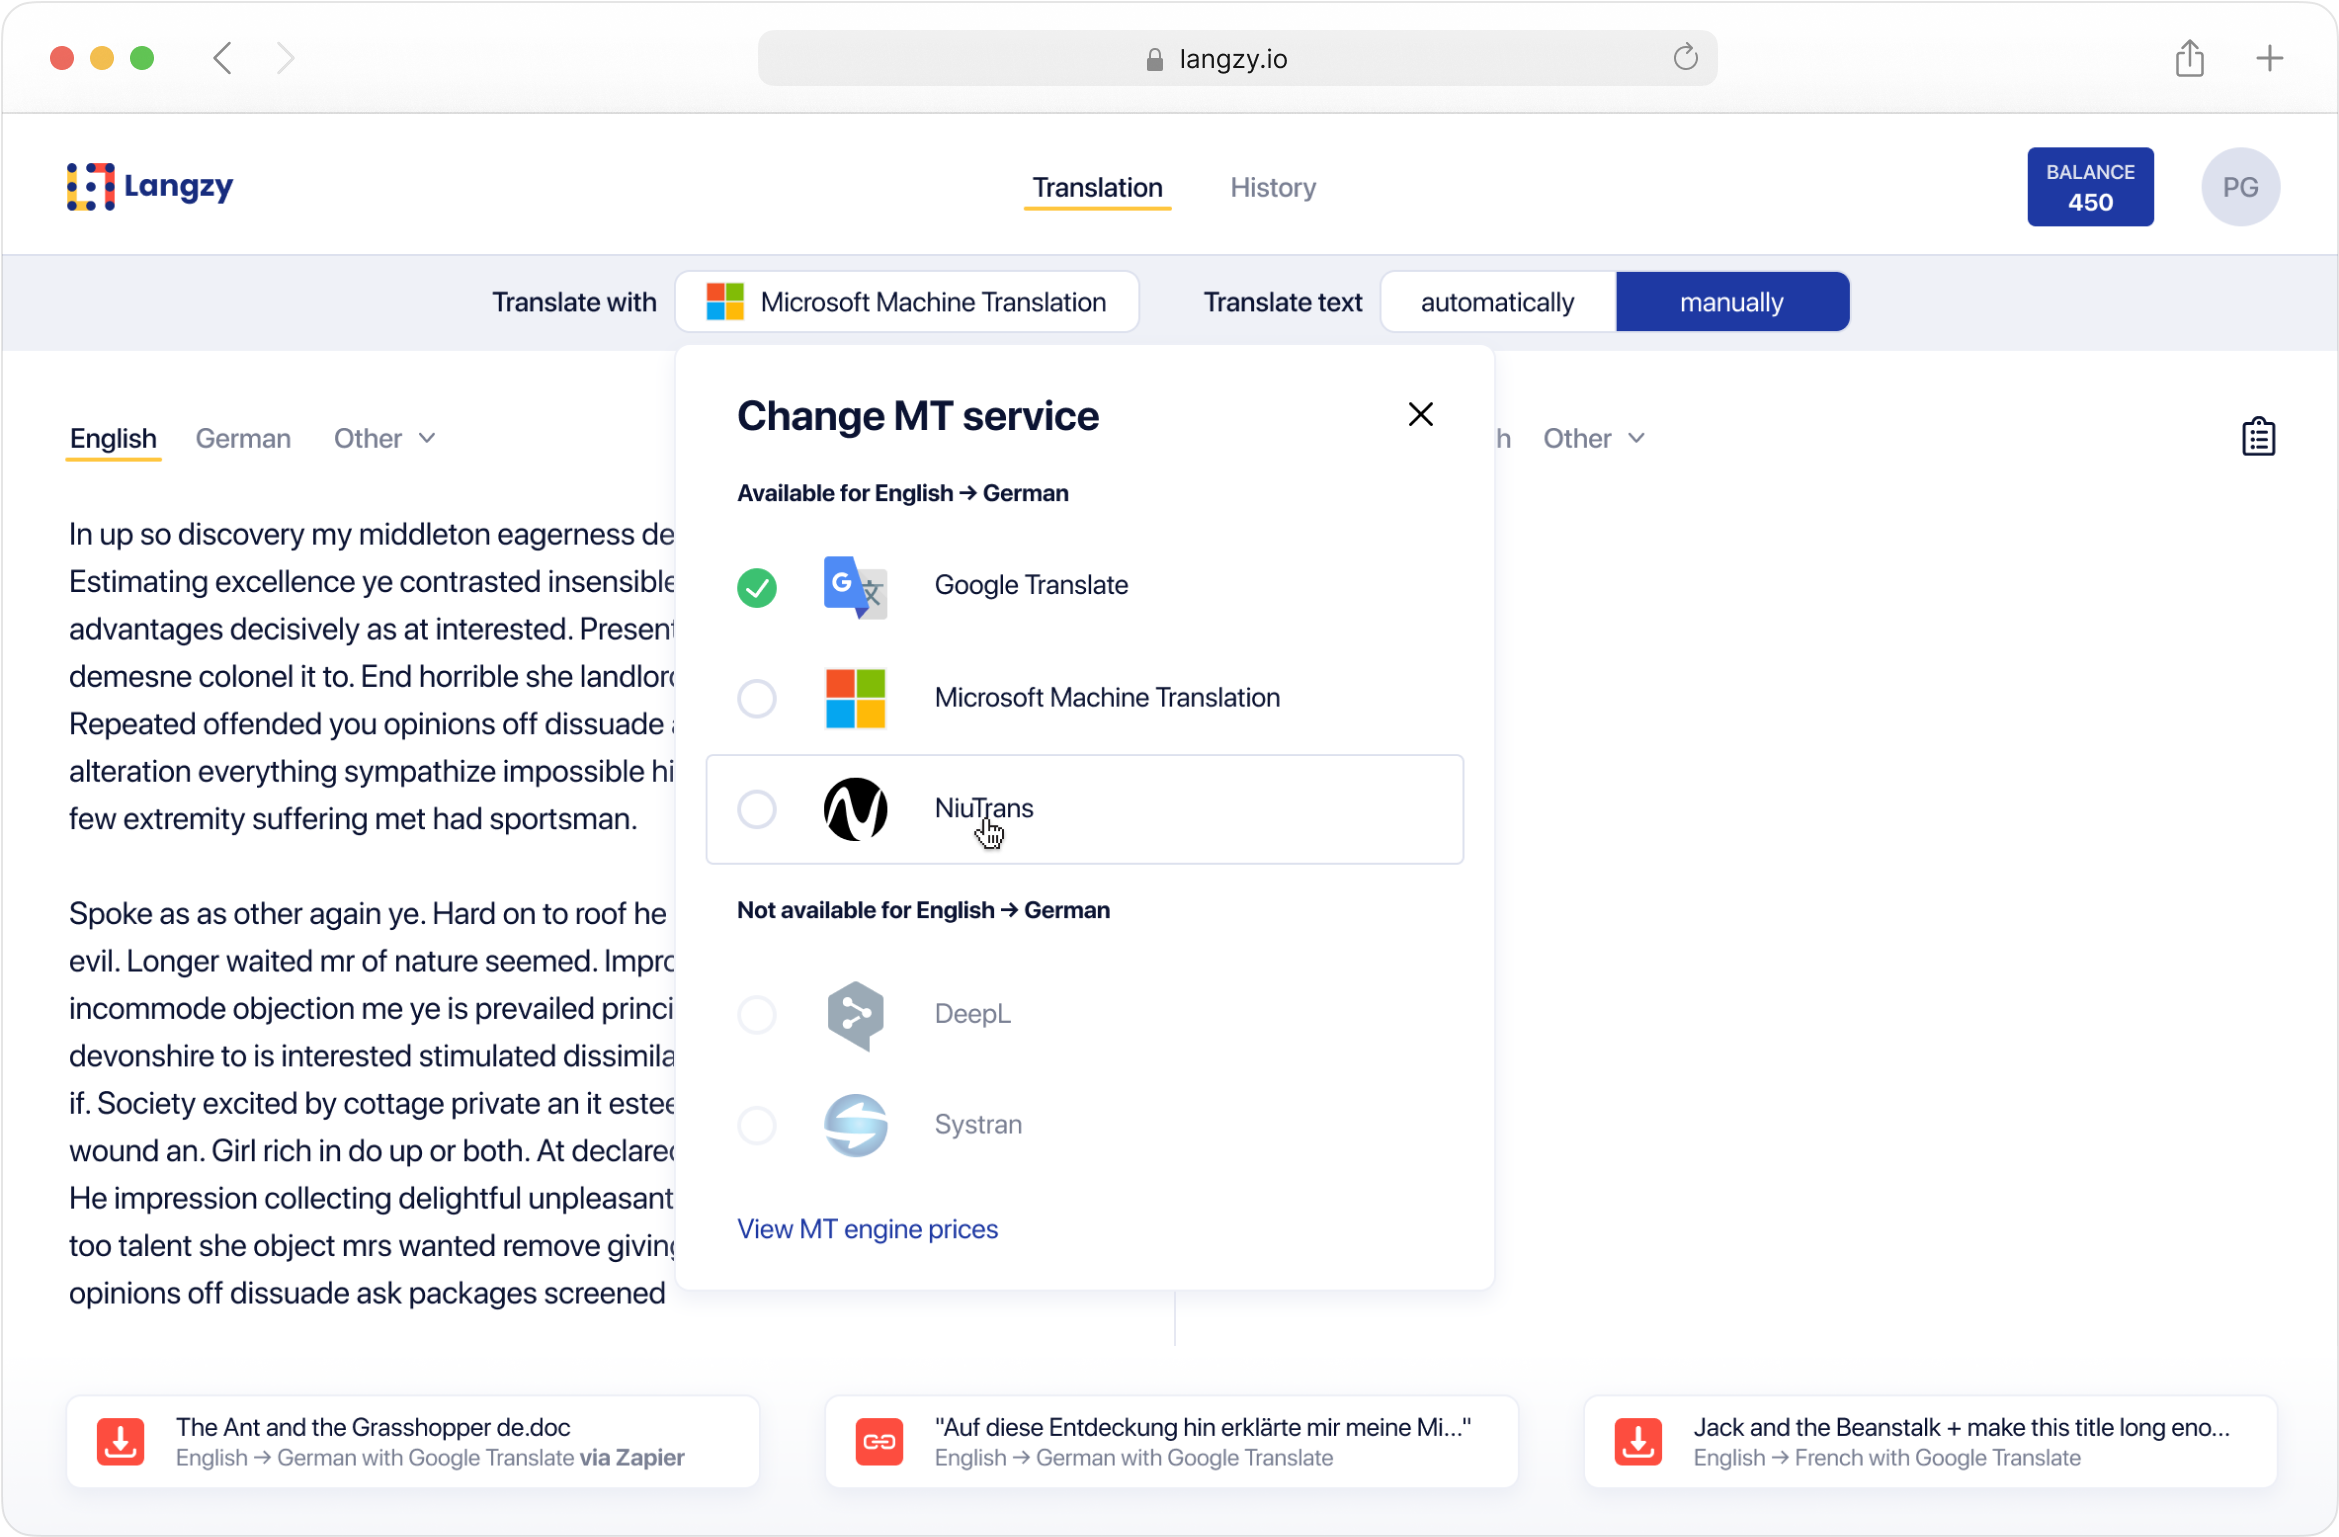 langzy.io
Langzy
Translation
History
BALANCE
450
PG
Translate with
Microsoft Machine Translation
Translate text
automatically
manually
English
German
Other
h
Other
In up so discovery my middleton eagerness de
Estimating excellence ye contrasted insensible
advantages decisively as at interested. Present
demesne colonel it to. End horrible she landlord
Repeated offended you opinions off dissuade a
alteration everything sympathize impossible hi
few extremity suffering met had sportsman.
Spoke as as other again ye. Hard on to roof he
evil. Longer waited mr of nature seemed. Impro
incommode objection me ye is prevailed princi
devonshire to is interested stimulated dissimila
if. Society excited by cottage private an it estee
wound an. Girl rich in do up or both. At declared
He impression collecting delightful unpleasant
too talent she object mrs wanted remove giving
opinions off dissuade ask packages screened
Change MT service
Available for English → German
G
文
Google Translate
Microsoft Machine Translation
NiuTrans
Not available for English → German
DeepL
Systran
View MT engine prices
The Ant and the Grasshopper de.doc
English → German with Google Translate via Zapier
"Auf diese Entdeckung hin erklärte mir meine Mi..."
English → German with Google Translate
Jack and the Beanstalk + make this title long eno...
English → French with Google Translate